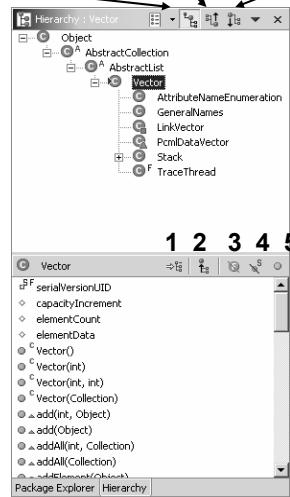 Hierarchy : Vector
Object
A AbstractCollection
A AbstractList
Vector
AttributeNameEnumeration
GeneralNames
LinkVector
PcmlDataVector
Stack
F TraceThread
1 2 3 4 5
C Vector S
S F serialVersionUID
capacityIncrement
elementCount
elementData
C Vector()
C Vector(int)
C Vector(int, int)
C Vector(Collection)
add(int, Object)
add(Object)
addAll(int, Collection)
addAll(Collection)
addElement(Object)
Package Explorer Hierarchy